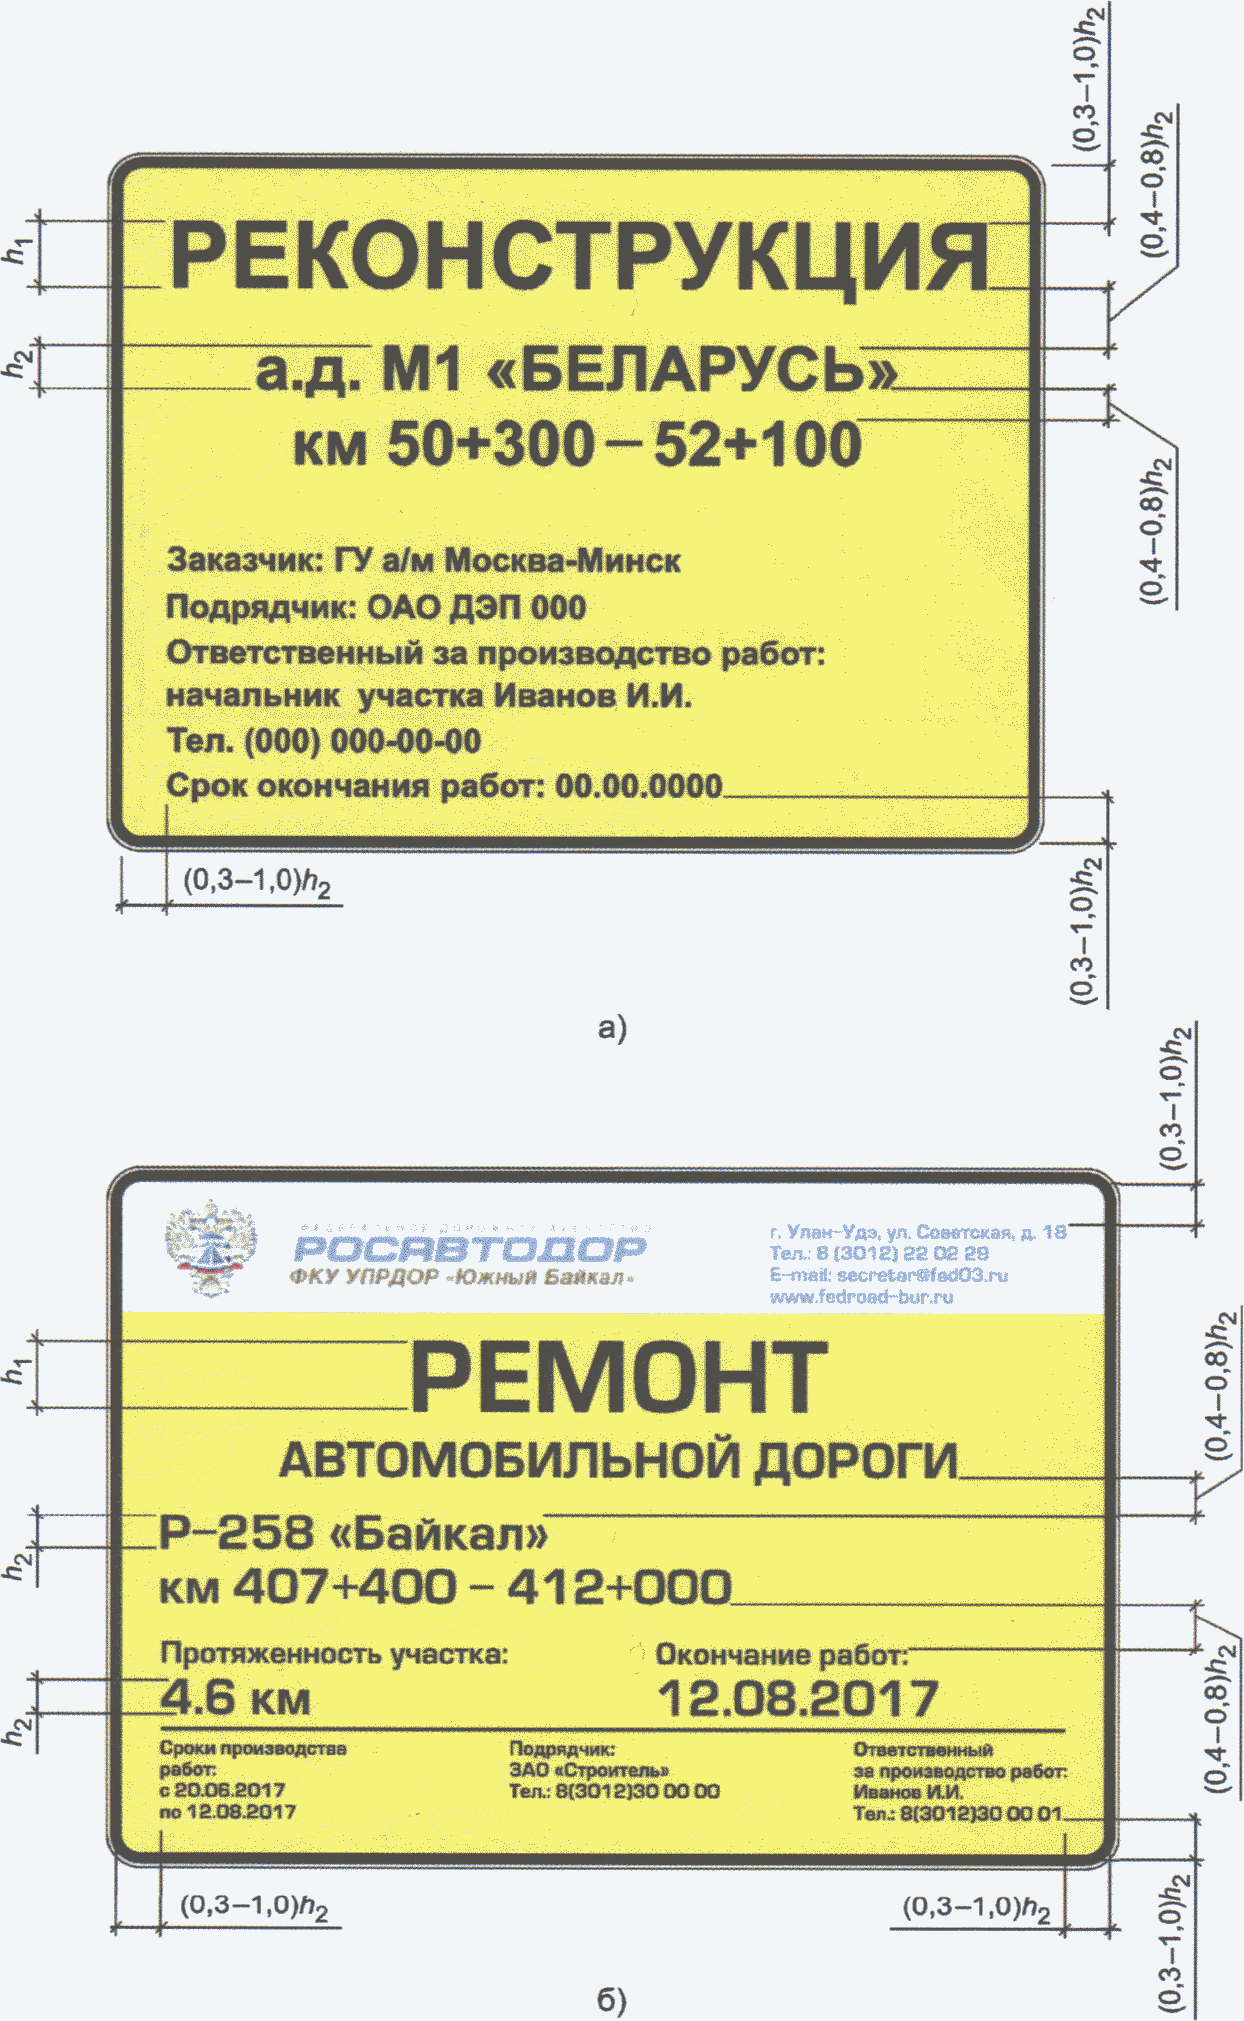 (0,3–1,0)h2
(0,4–0,8)h2
h1
РЕКОНСТРУКЦИЯ
h2
а.д. М1 «БЕЛАРУСЬ»
км 50+300 – 52+100
(0,4–0,8)h2
Заказчик: ГУ а/м Москва-Минск
Подрядчик: ОАО ДЭП 000
Ответственный за производство работ:
начальник участка Иванов И.И.
Тел. (000) 000-00-00
Срок окончания работ: 00.00.0000
(0,3–1,0)h2
(0,3–1,0)h2
а)
(0,3–1,0)h2
ФЕДЕРАЛЬНОЕ ДОРОЖНОЕ АГЕНТСТВО
РОСАВТОДОР
ФКУ УПРДОР «Южный Байкал»
г. Улан-Удэ, ул. Советская, д. 18
Тел.: 8 (3012) 22 02 29
E-mail: secretar@fad03.ru
www.fedroad-bur.ru
h1
РЕМОНТ
(0,4–0,8)h2
АВТОМОБИЛЬНОЙ ДОРОГИ
h2
Р-258 «Байкал»
км 407+400 – 412+000
Протяженность участка:
4.6 км
Окончание работ:
12.08.2017
h2
(0,4–0,8)h2
Сроки производства
работ:
с 20.06.2017
по 12.08.2017
Подрядчик:
ЗАО «Строитель»
Тел.: 8(3012)30 00 00
Ответственный
за производство работ:
Иванов И.И.
Тел.: 8(3012)30 00 01
(0,3–1,0)h2
(0,3–1,0)h2
(0,3–1,0)h2
б)